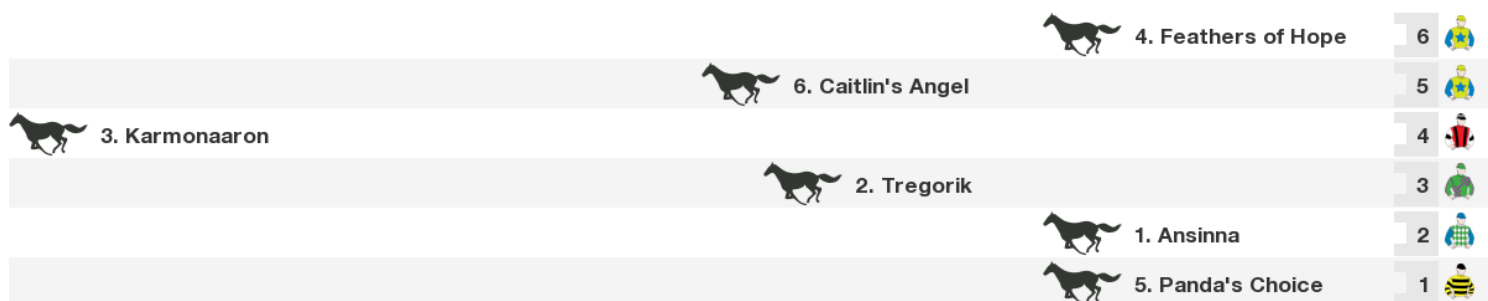 4. Feathers of Hope 6
6. Caitlin's Angel 5
3. Karmonaaron 4
2. Tregorik 3
1. Ansinna 2
5. Panda's Choice 1